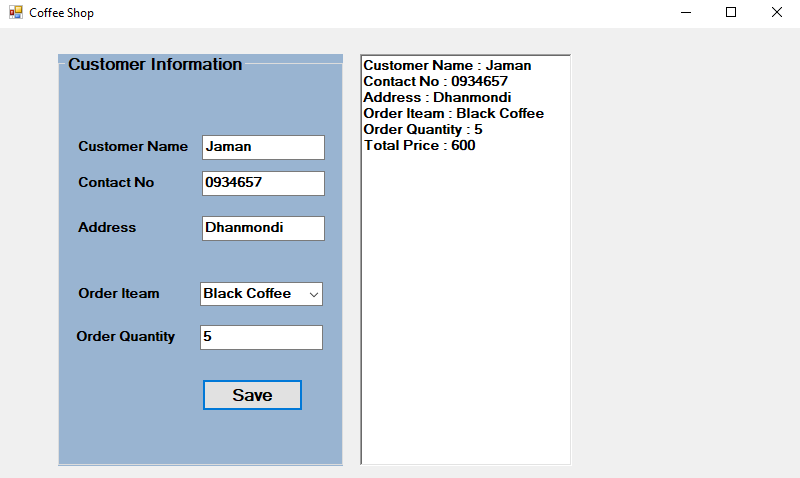 Coffee Shop
Customer Information
Customer Name Jaman
Contact No 0934657
Address Dhanmondi
Order Iteam Black Coffee
Order Quantity 5
Save
Customer Name : Jaman
Contact No : 0934657
Address : Dhanmondi
Order Iteam : Black Coffee
Order Quantity : 5
Total Price : 600